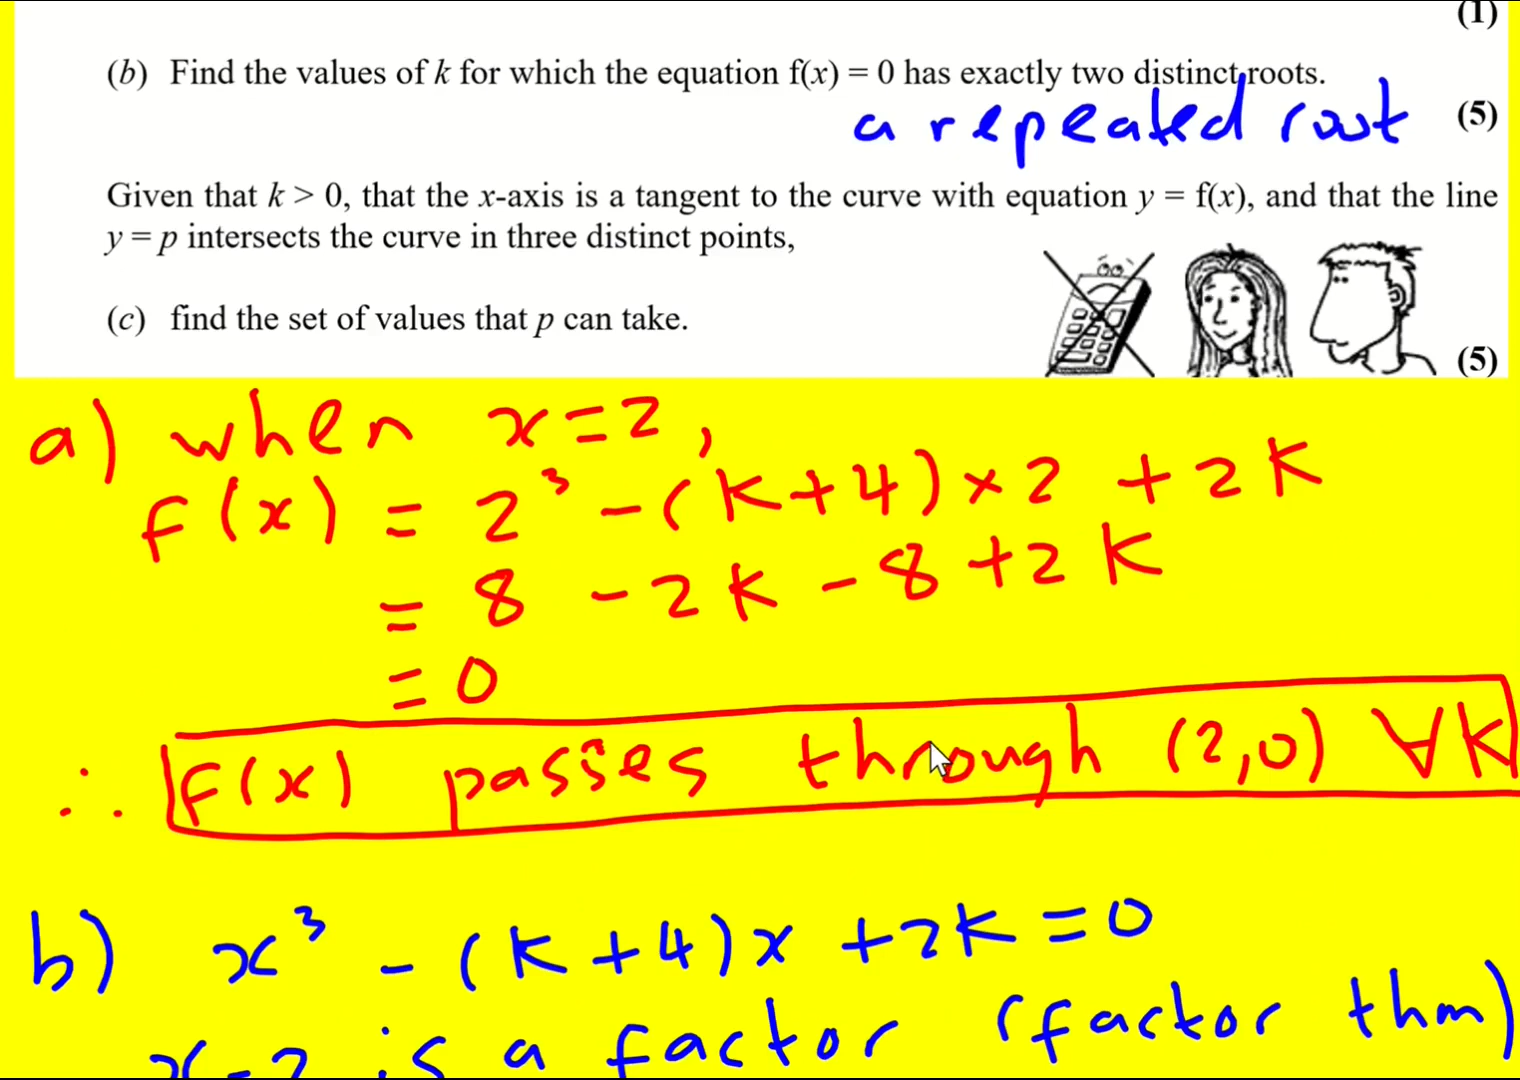 (1)
(b) Find the values of k for which the equation f(x) = 0 has exactly two distinct roots.
a repeated root
(5)
Given that k > 0, that the x-axis is a tangent to the curve with equation y = f(x), and that the line
y = p intersects the curve in three distinct points,
(c) find the set of values that p can take.
(5)
a) when x=2,
f(x) = 2³ -(k+4)×2 +2k
= 8 -2k -8+2k
= 0
∴ f(x) passes through (2,0) ∀k
b) x³ -(k+4)x +2k=0
x-2 is a factor (factor thm)